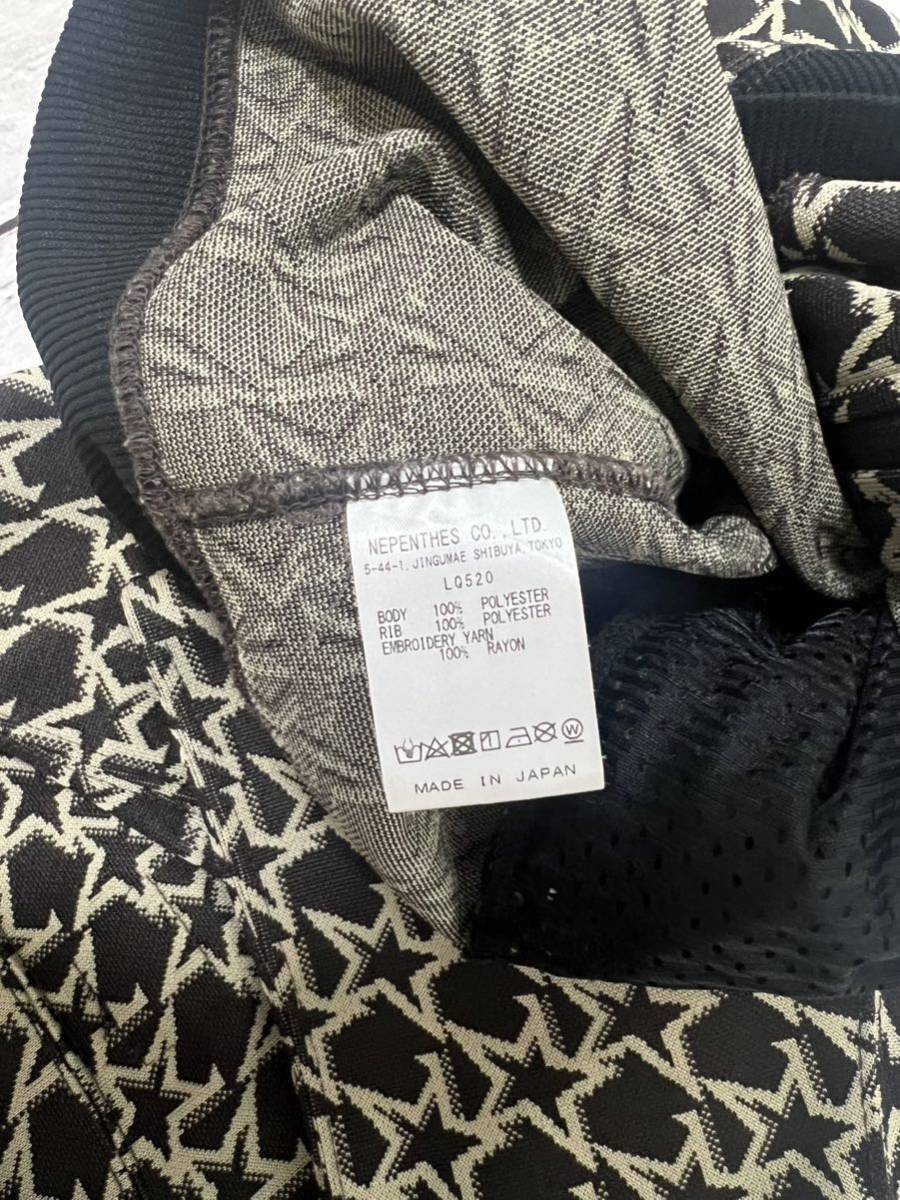 NEPENTHES CO.,LTD.
5-44-1, JINGUMAE SHIBUYA, TOKYO
LQ520
BODY 100% POLYESTER
RIB 100% POLYESTER
EMBROIDERY YARN
100% RAYON
W
MADE IN JAPAN